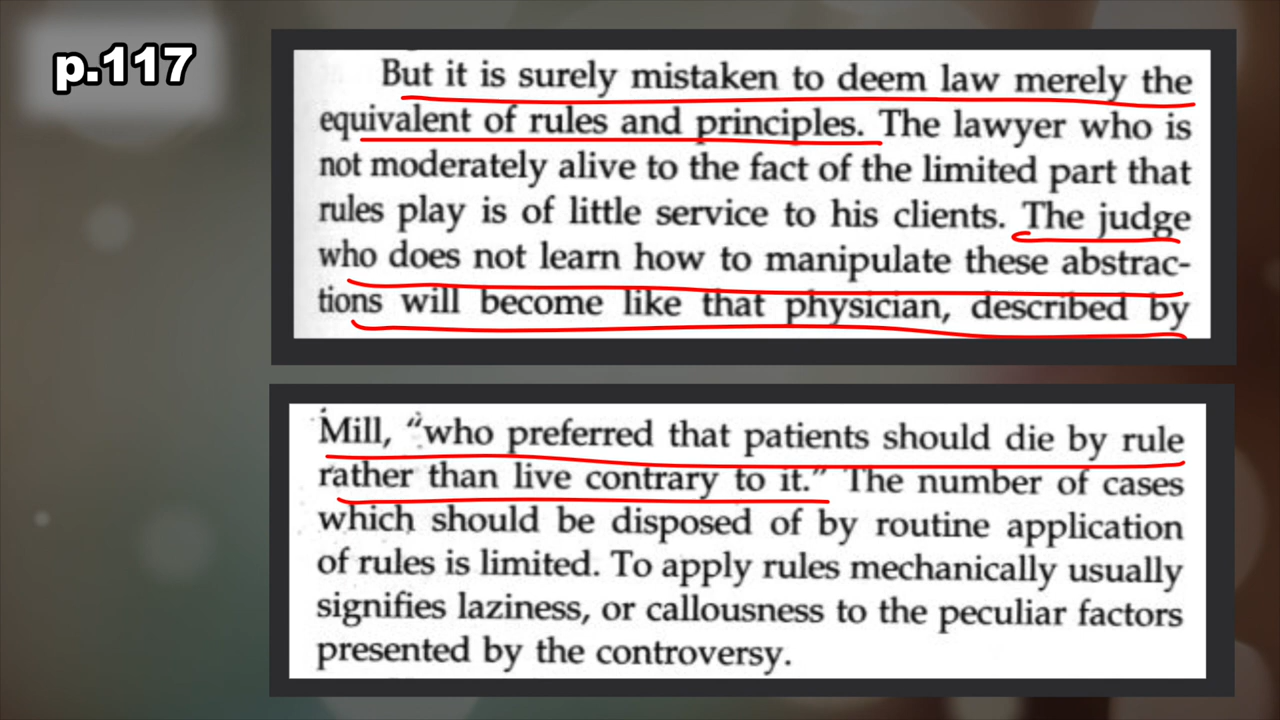 p.117
But it is surely mistaken to deem law merely the
equivalent of rules and principles. The lawyer who is
not moderately alive to the fact of the limited part that
rules play is of little service to his clients. The judge
who does not learn how to manipulate these abstrac-
tions will become like that physician, described by
Mill, “who preferred that patients should die by rule
rather than live contrary to it.” The number of cases
which should be disposed of by routine application
of rules is limited. To apply rules mechanically usually
signifies laziness, or callousness to the peculiar factors
presented by the controversy.